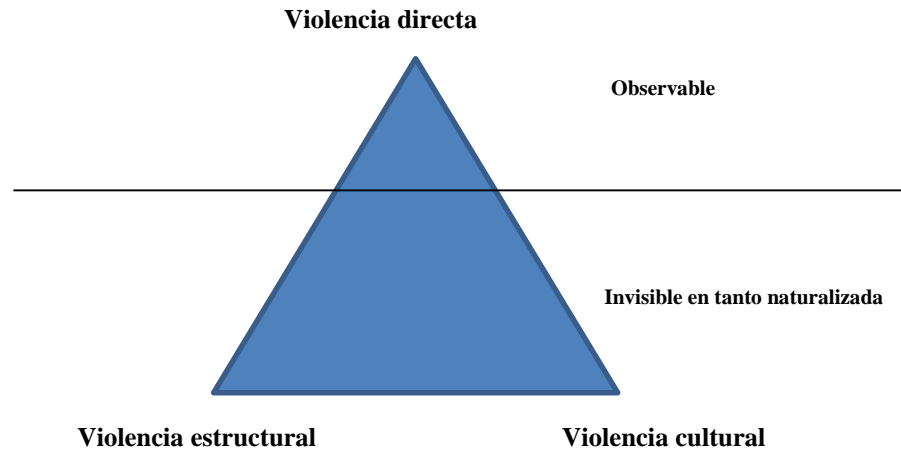 Violencia directa
Observable
Invisible en tanto naturalizada
Violencia estructural
Violencia cultural